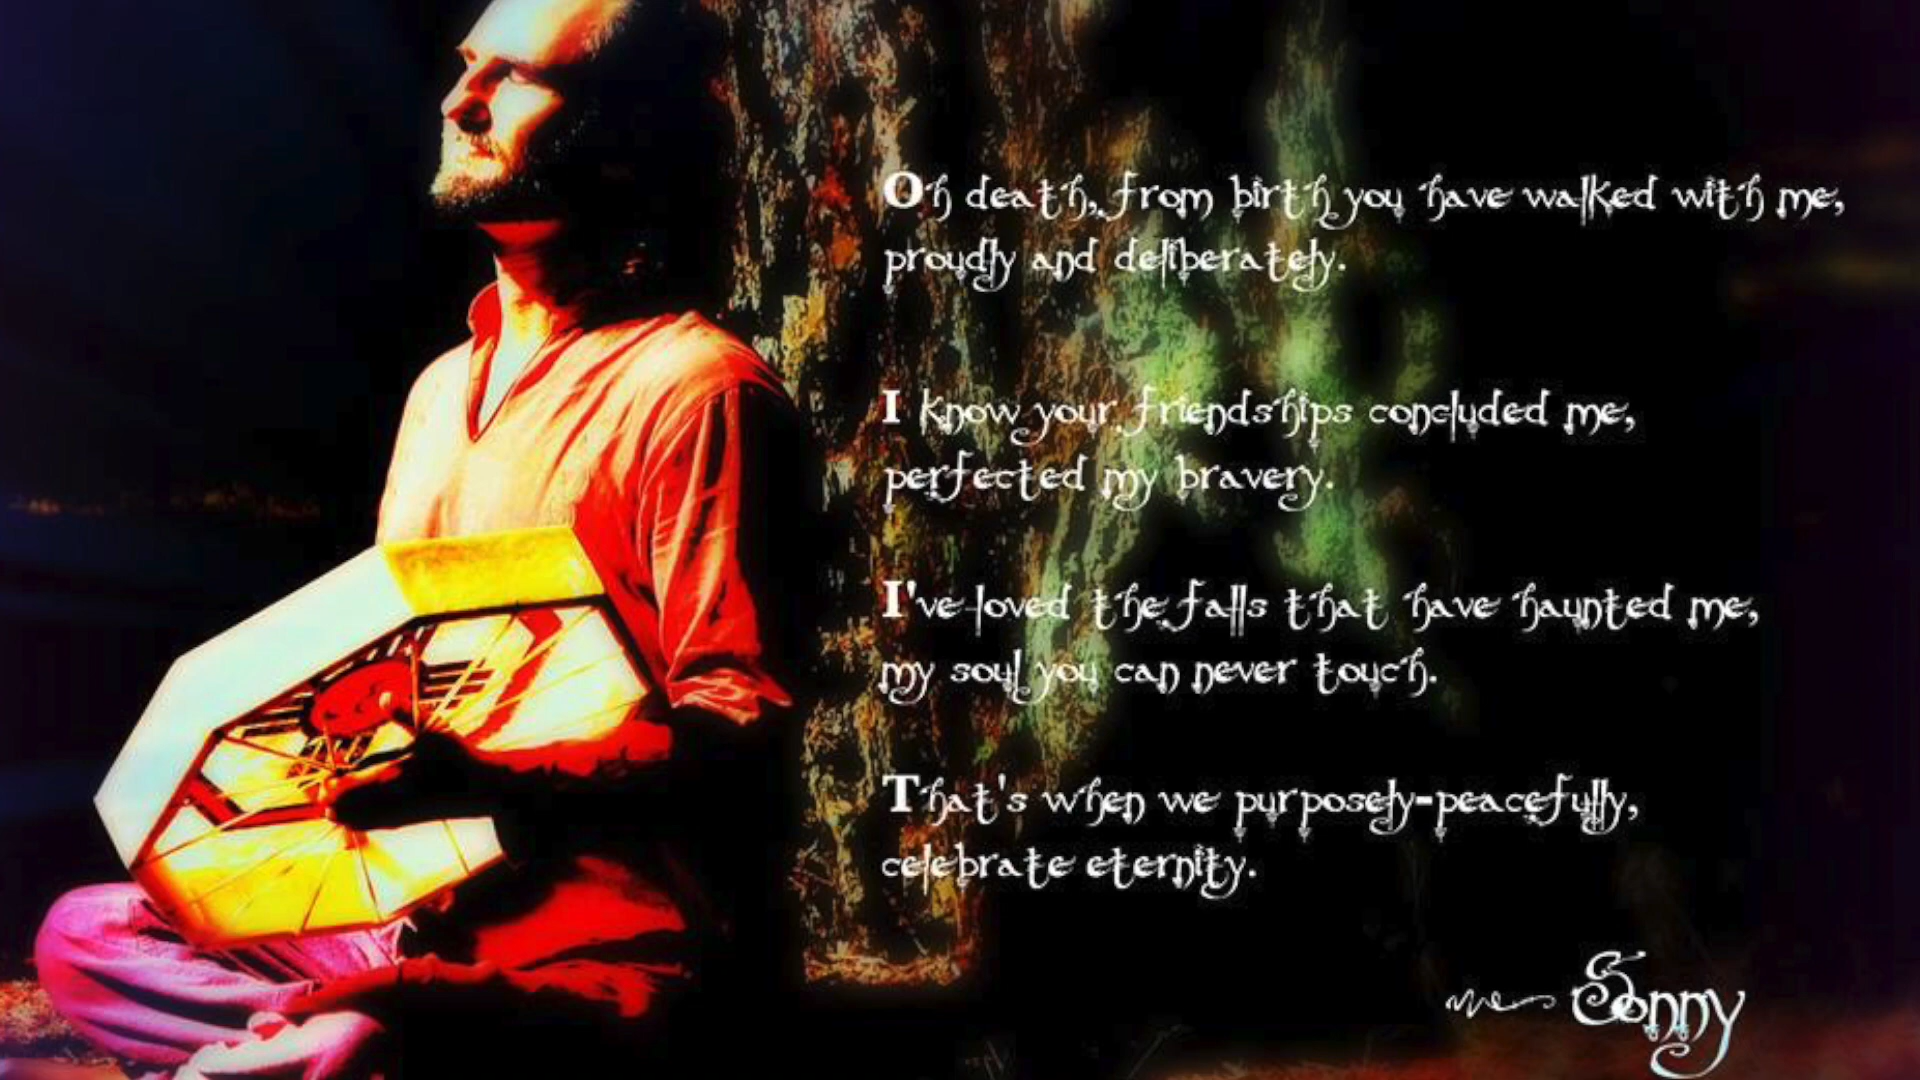 Oh death, from birth you have walked with me,
proudly and deliberately.
I know your friendships concluded me,
perfected my bravery.
I've loved the falls that have haunted me,
my soul you can never touch.
That's when we purposely-peacefully,
celebrate eternity.
Sonny